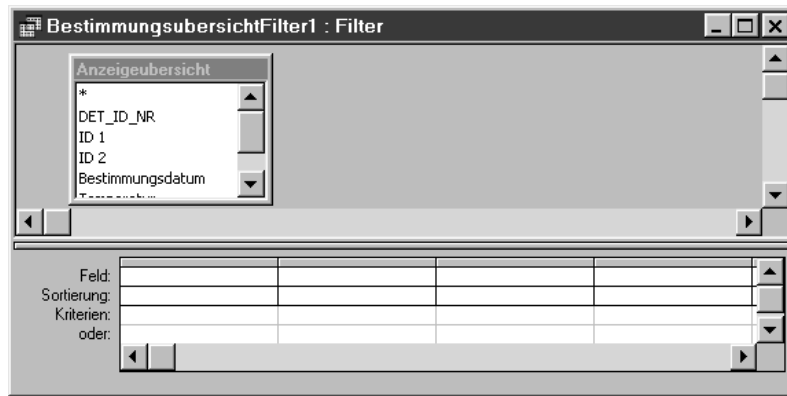 BestimmungsubersichtFilter1 : Filter
Anzeigeubersicht
*
DET_ID_NR
ID 1
ID 2
Bestimmungsdatum
Feld:
Sortierung:
Kriterien:
oder: